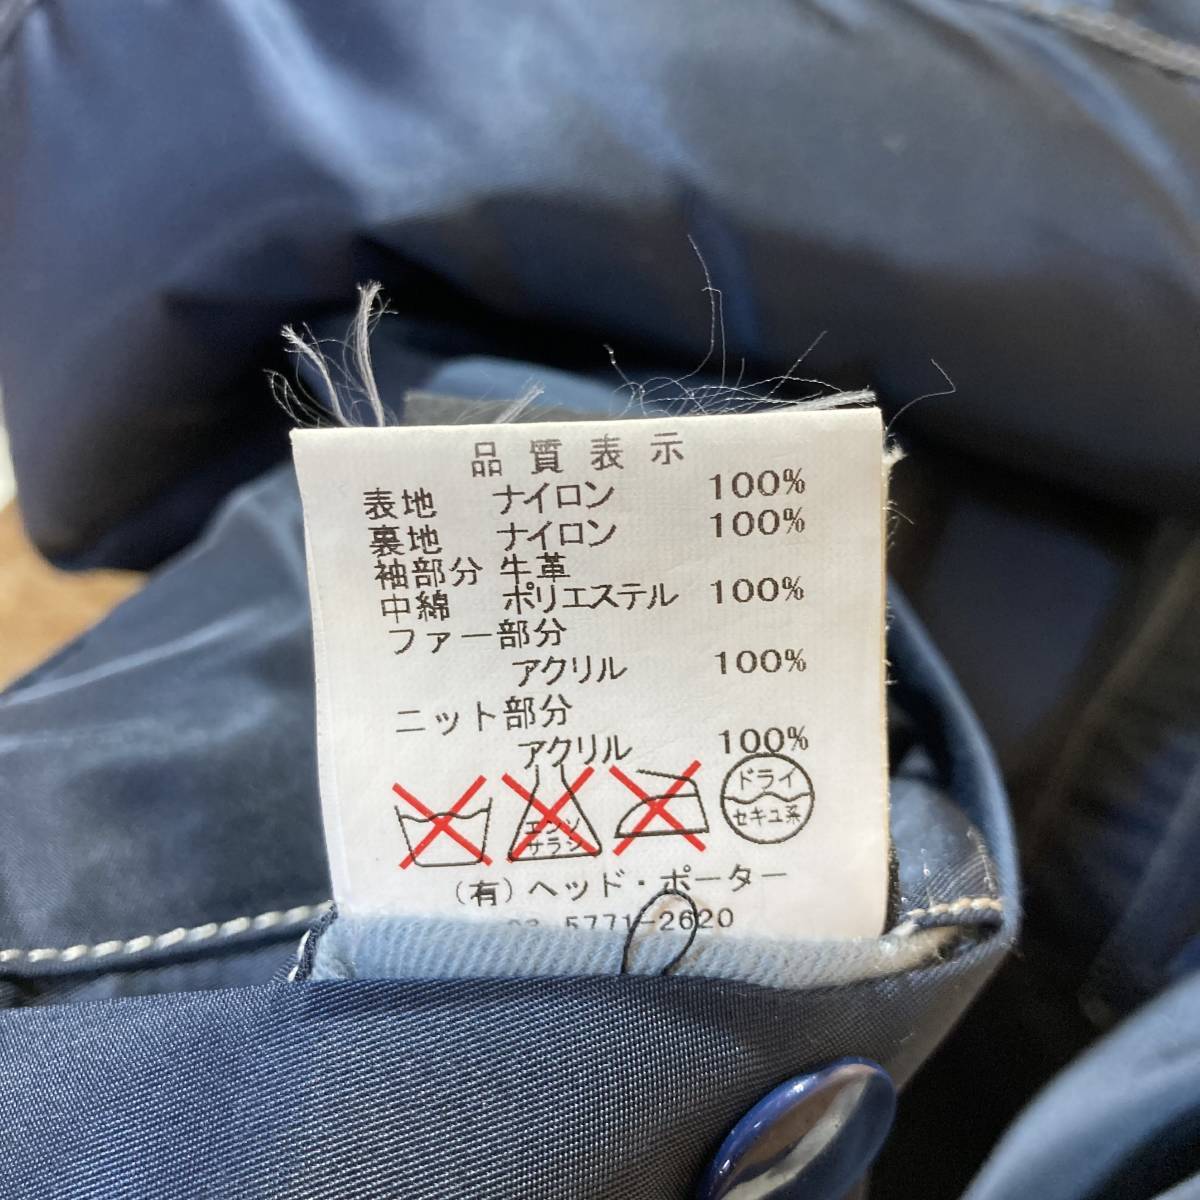 品質表示
表地 ナイロン 100%
裏地 ナイロン 100%
袖部分 牛革
中綿 ポリエステル 100%
ファー部分
アクリル 100%
ニット部分
アクリル 100%
エンソ
サラシ
ドライ
セキユ系
(有)ヘッド・ポーター
03 5771-2620